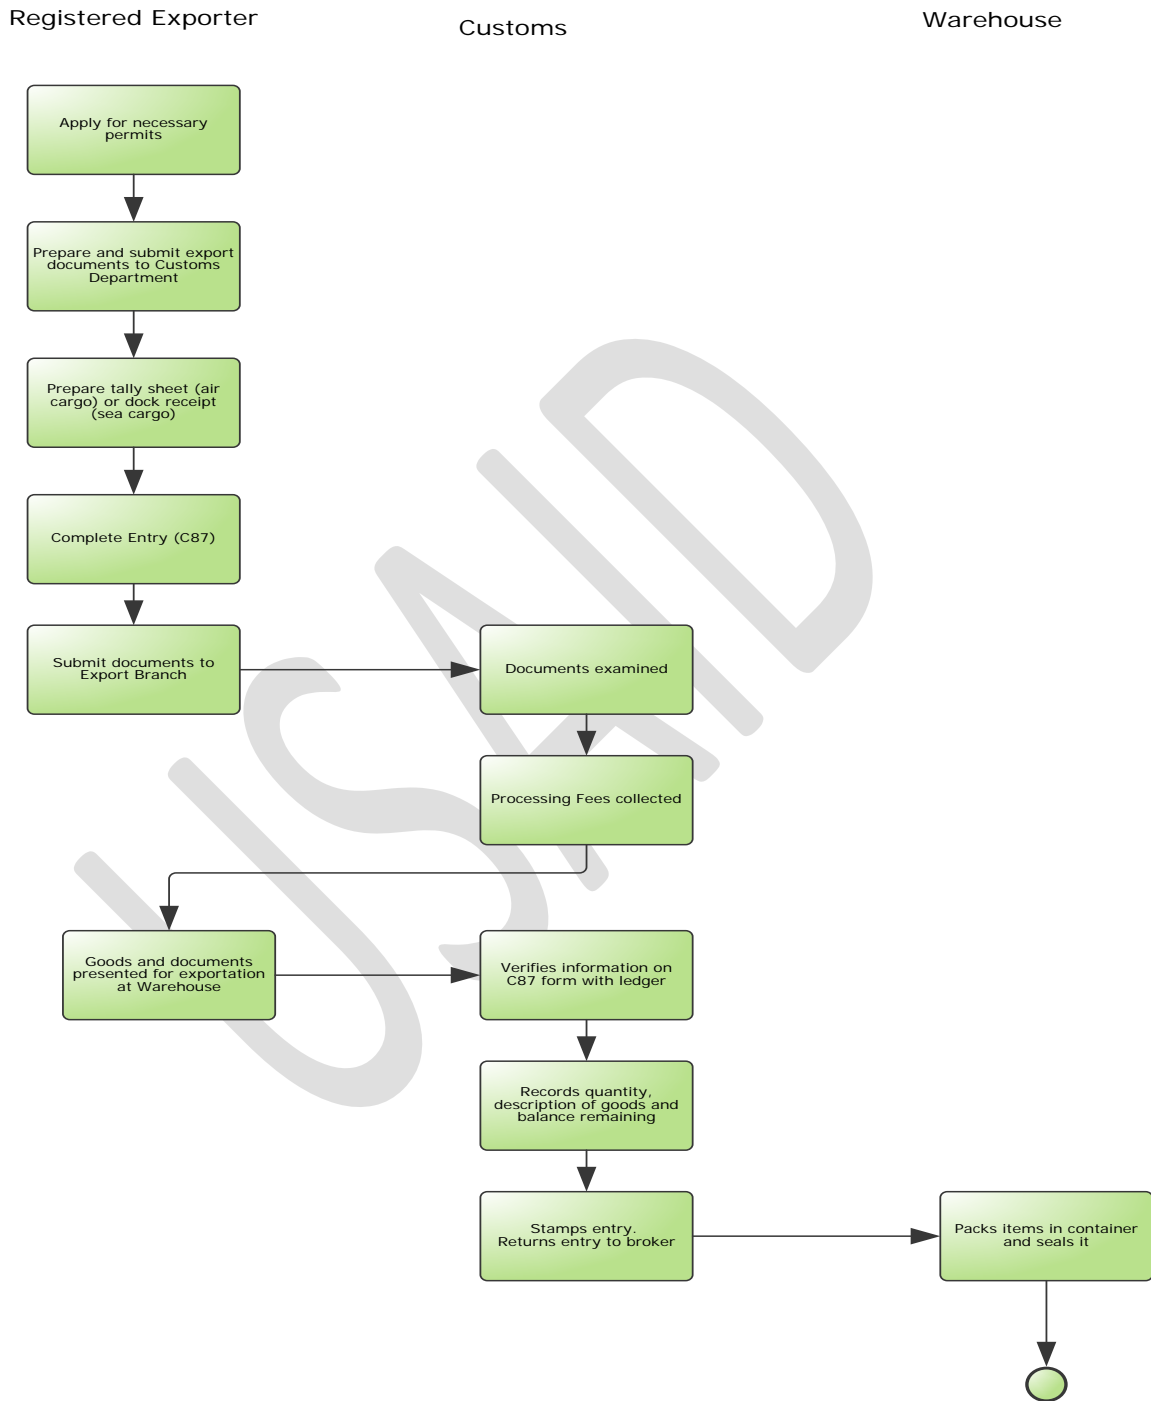 Registered Exporter
Customs
Warehouse
Apply for necessary
permits
Prepare and submit export
documents to Customs
Department
Prepare tally sheet (air
cargo) or dock receipt
(sea cargo)
Complete Entry (C87)
Submit documents to
Export Branch
Documents examined
Processing Fees collected
Goods and documents
presented for exportation
at Warehouse
Verifies information on
C87 form with ledger
Records quantity,
description of goods and
balance remaining
Stamps entry.
Returns entry to broker
Packs items in container
and seals it
USAID